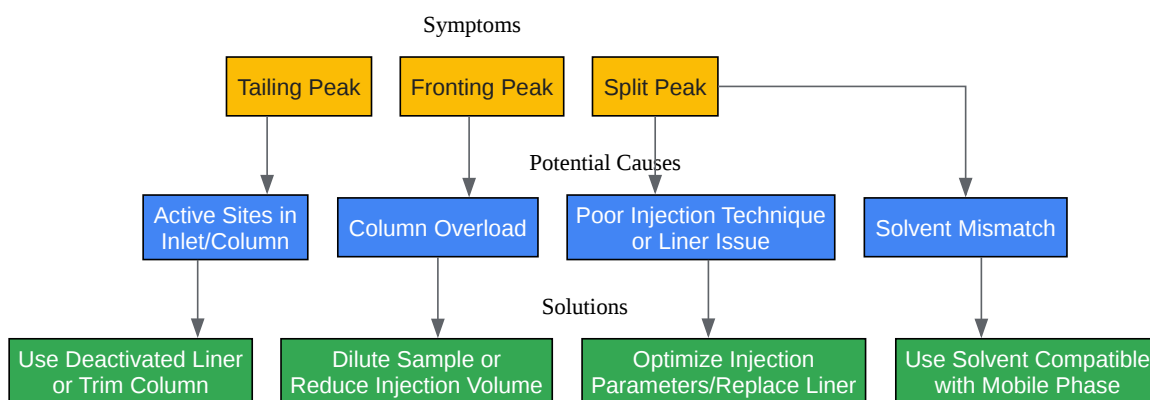 Symptoms
Tailing Peak
Fronting Peak
Split Peak
Potential Causes
Active Sites in
Inlet/Column
Column Overload
Poor Injection Technique
or Liner Issue
Solvent Mismatch
Solutions
Use Deactivated Liner
or Trim Column
Dilute Sample or
Reduce Injection Volume
Optimize Injection
Parameters/Replace Liner
Use Solvent Compatible
with Mobile Phase